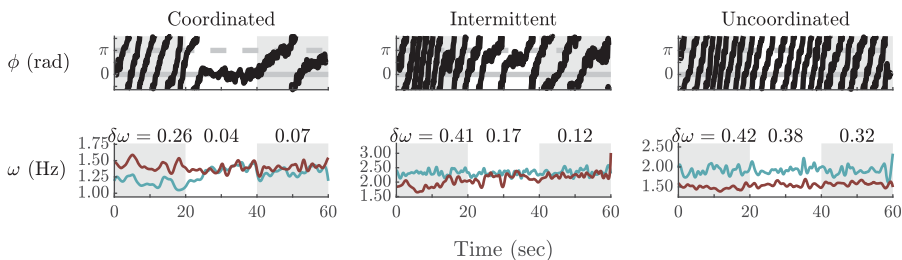 Coordinated Intermittent Uncoordinated
ϕ (rad)
π π π
0 0 0
δω = 0.26 0.04 0.07 δω = 0.41 0.17 0.12 δω = 0.42 0.38 0.32
ω (Hz)
1.75 1.50 1.25 1.00
3.00 2.50 2.00 1.50
2.50 2.00 1.50
0 20 40 60 0 20 40 60 0 20 40 60
Time (sec)